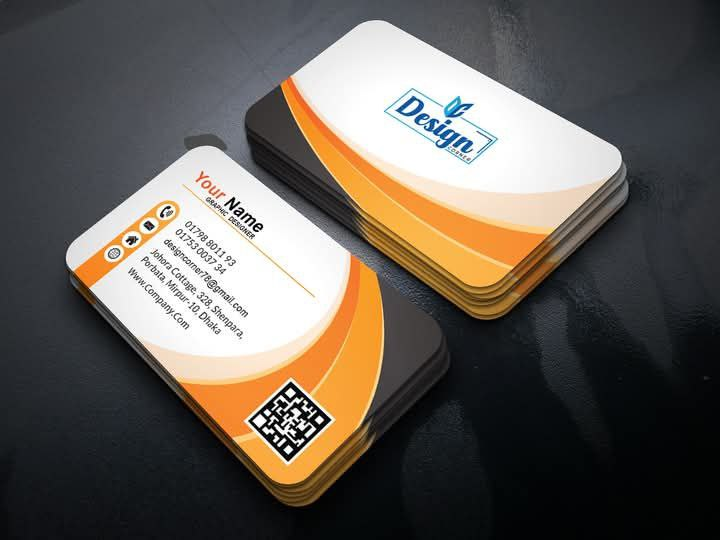 Design
CORNER
Your Name
GRAPHIC DESIGNER
01798 8011 93
01753 0037 34
designcorner78@gmail.com
Johora Cottage, 328, Shenpara,
Porbata, Mirpur-10, Dhaka
Www.Company.Com